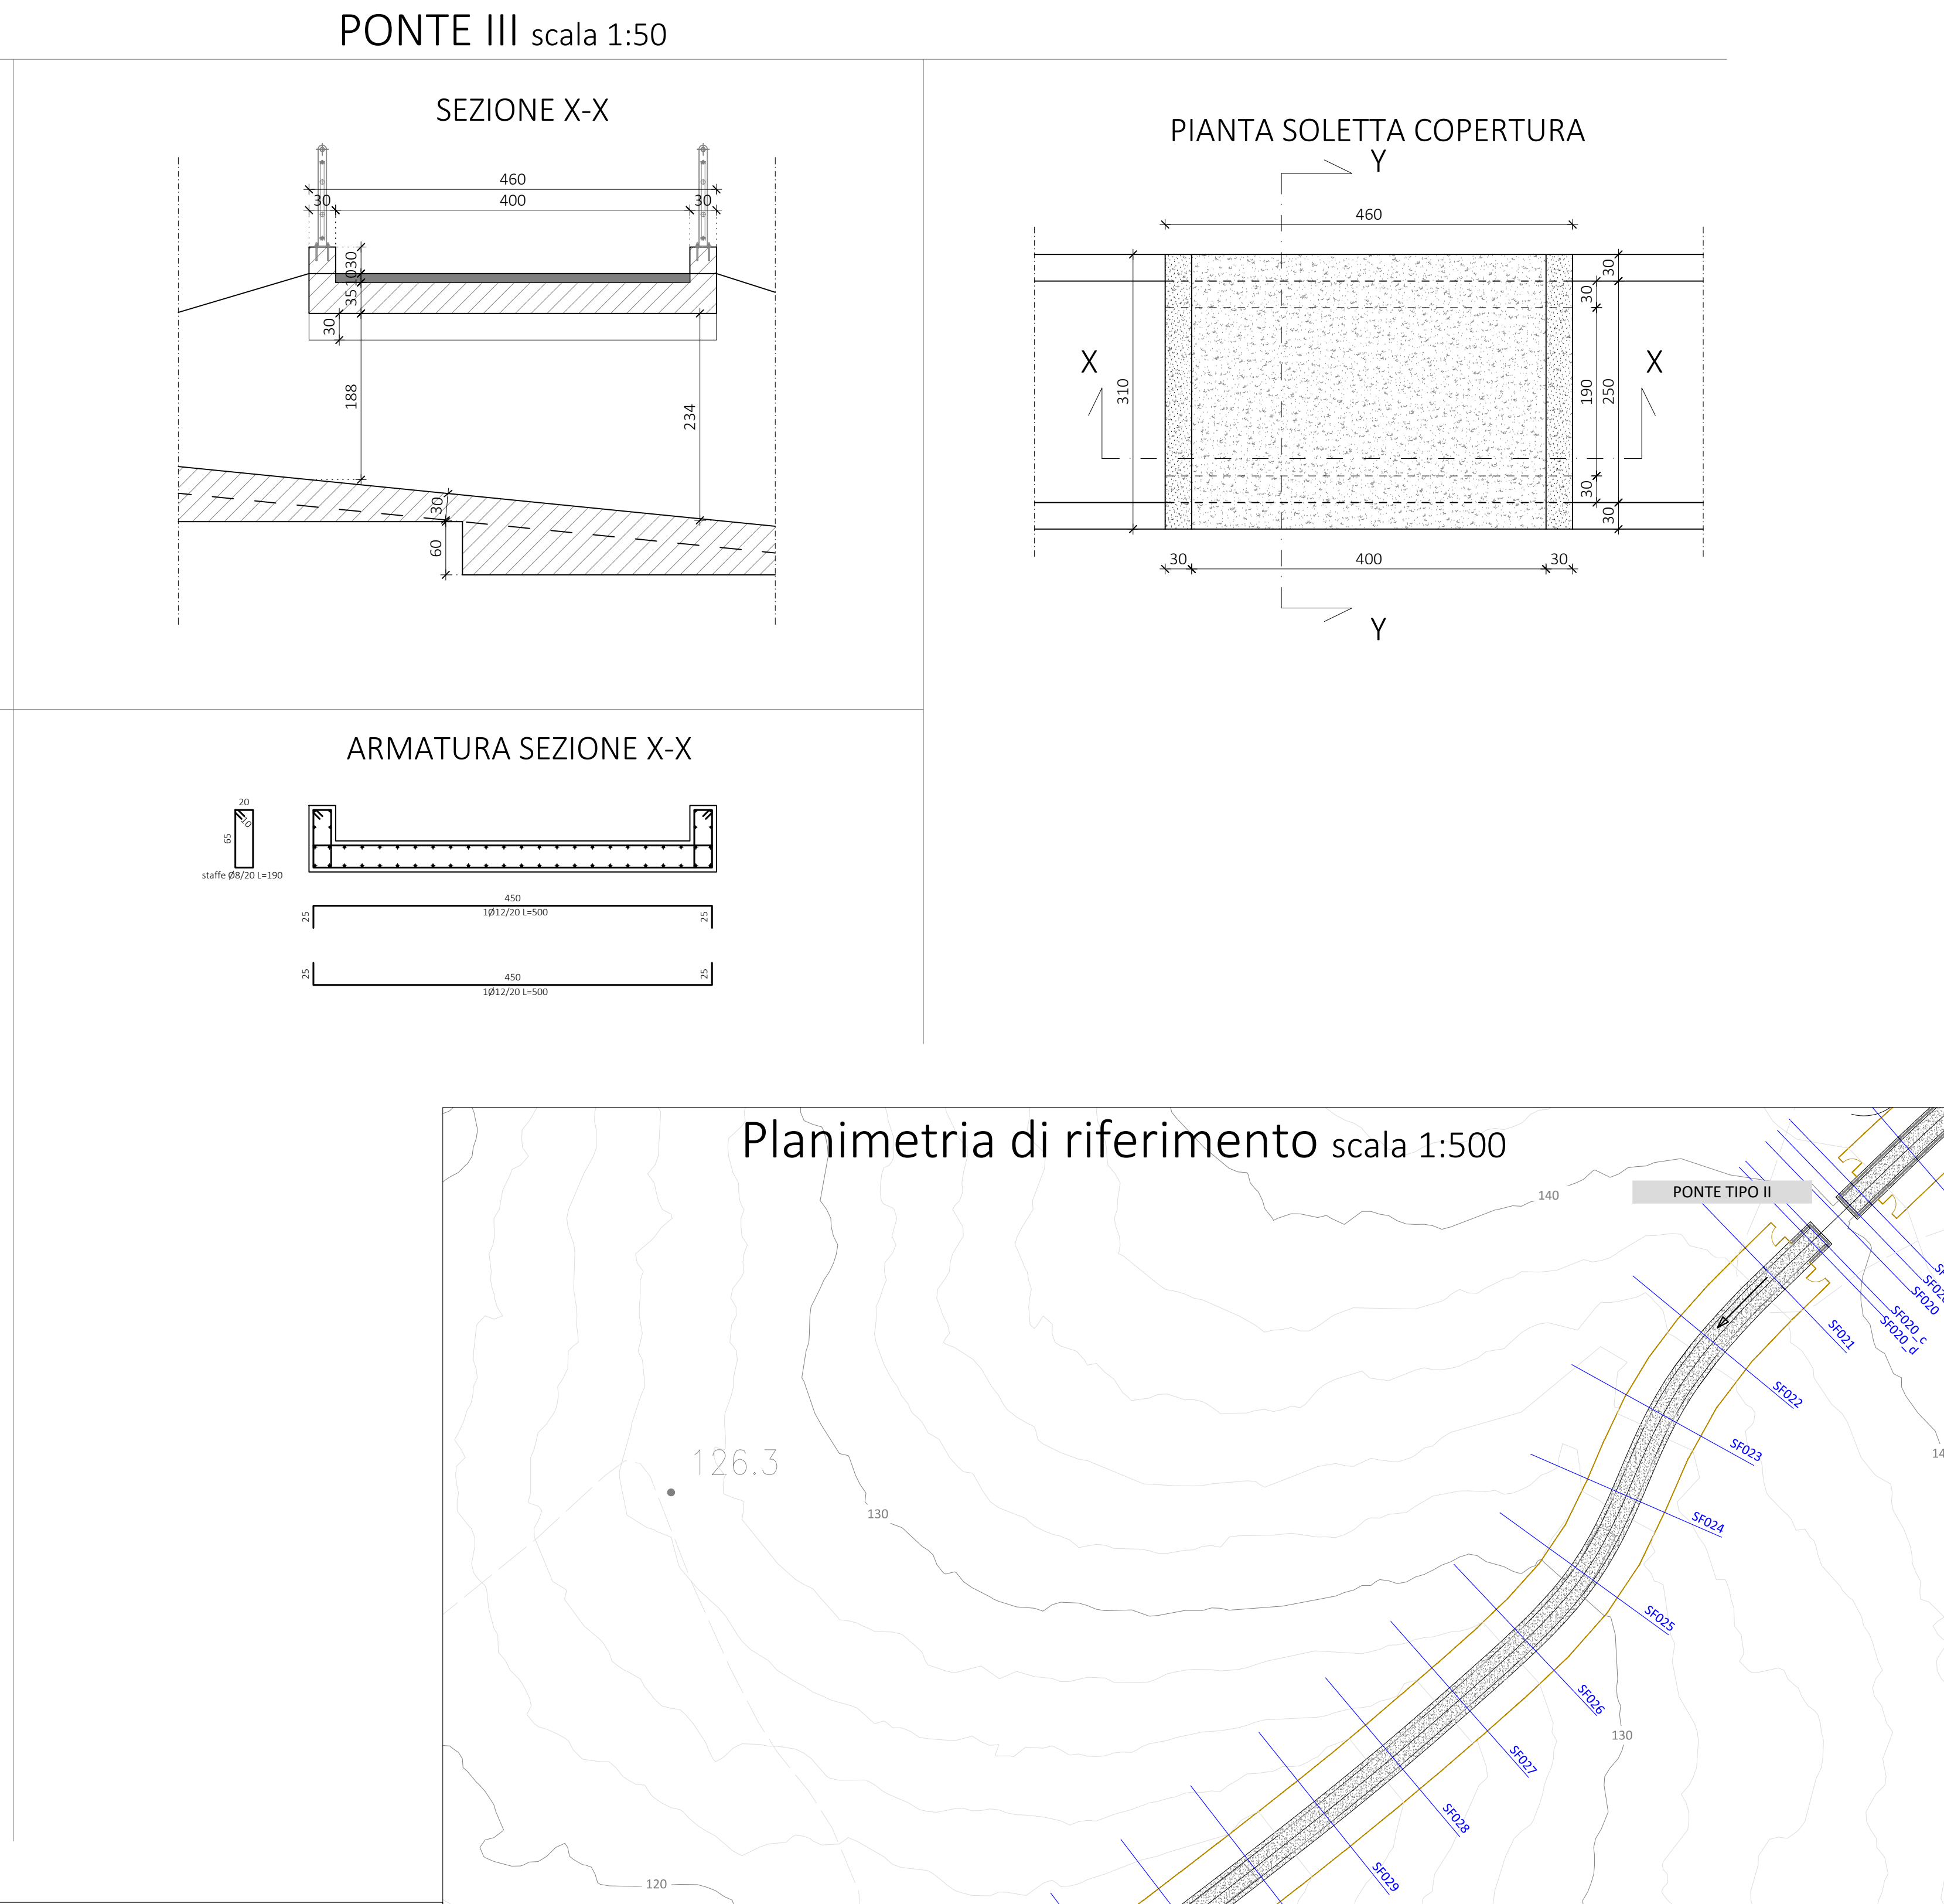 PONTE III scala 1:50
SEZIONE X-X
460
30 400 30
30
10
35
30
188
234
30
60
PIANTA SOLETTA COPERTURA
Y
460
30
30
X X
310
190
250
30
30
30 400 30
Y
ARMATURA SEZIONE X-X
20
10
65
staffe Ø8/20 L=190
450
25 1Ø12/20 L=500 25
25 450 25
1Ø12/20 L=500
Planimetria di riferimento scala 1:500
PONTE TIPO II
140
SF020
SF020_c
SF020_d
SF021
SF022
SF023
126.3
130
SF024
SF025
SF026
130
SF027
SF028
SF029
120